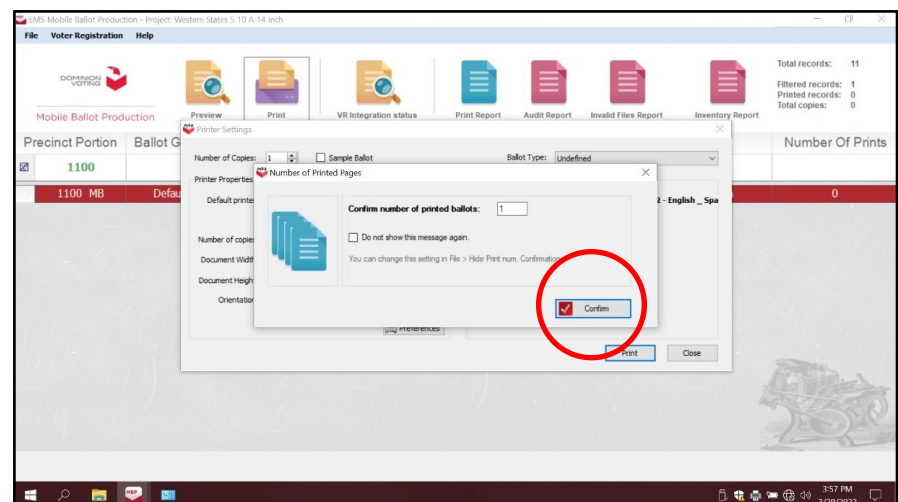 EMS Mobile Ballot Production - Project: Western States 5 10 A 14 Inch
File Voter Registration Help
DOMINION
VOTING
Mobile Ballot Production
Preview Print VR Integration status Print Report Audit Report Invalid Files Report Inventory Report
Total records: 11
Filtered records: 1
Printed records: 0
Total copies: 0
Precinct Portion Ballot G Number Of Prints
1100
1100 MB Defau 0
Printer Settings
Number of Copies: 1 Sample Ballot Ballot Type: Undefined
Printer Properties
Default printe 2 - English _ Spa
Number of copie
Document Widt
Document Heigh
Orientation
Preferences
Print Close
Number of Printed Pages
Confirm number of printed ballots: 1
Do not show this message again.
You can change this setting in File > Hide Print num. Confirmation
Confirm
MBP
3:57 PM